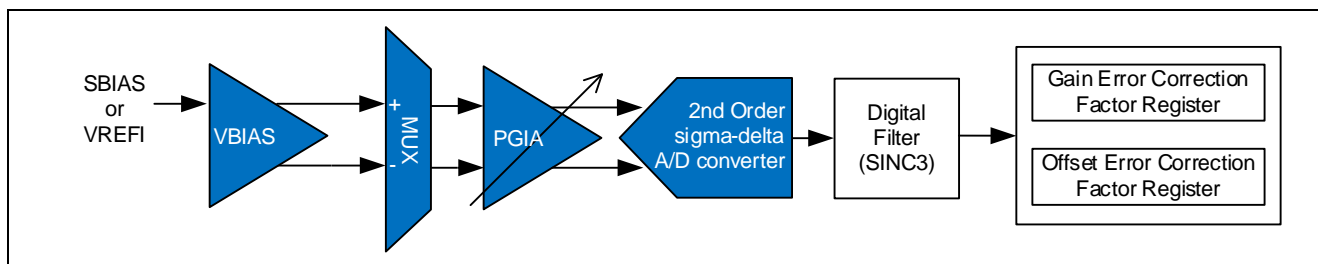 SBIAS
or
VREFI
VBIAS
+
-
MUX
PGIA
2nd Order
sigma-delta
A/D converter
Digital
Filter
(SINC3)
Gain Error Correction
Factor Register
Offset Error Correction
Factor Register